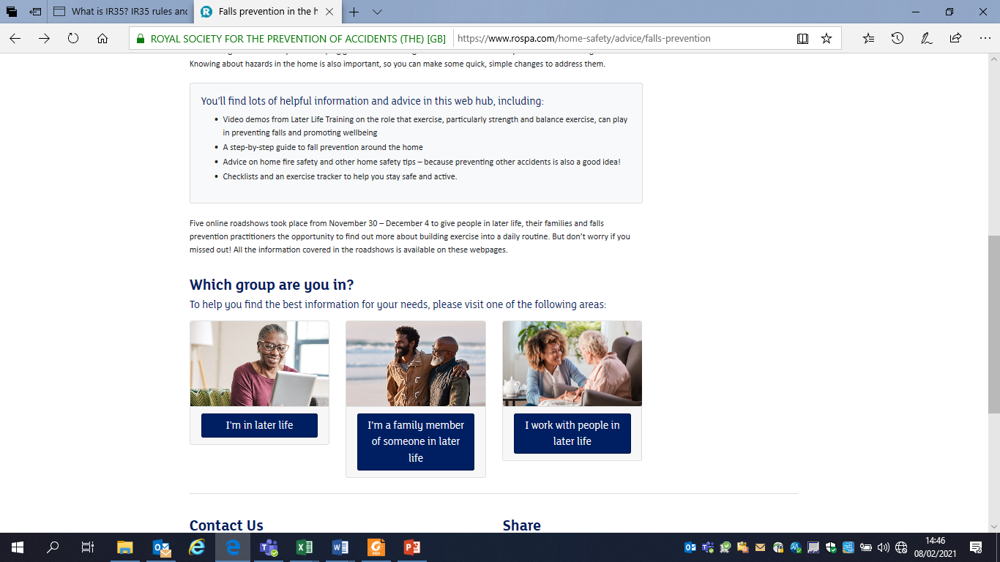 What is IR35? IR35 rules and
Falls prevention in the h
ROYAL SOCIETY FOR THE PREVENTION OF ACCIDENTS (THE) [GB]
https://www.rospa.com/home-safety/advice/falls-prevention
Knowing about hazards in the home is also important, so you can make some quick, simple changes to address them.
You'll find lots of helpful information and advice in this web hub, including:
• Video demos from Later Life Training on the role that exercise, particularly strength and balance exercise, can play
in preventing falls and promoting wellbeing
• A step-by-step guide to fall prevention around the home
• Advice on home fire safety and other home safety tips – because preventing other accidents is also a good idea!
• Checklists and an exercise tracker to help you stay safe and active.
Five online roadshows took place from November 30 – December 4 to give people in later life, their families and falls
prevention practitioners the opportunity to find out more about building exercise into a daily routine. But don't worry if you
missed out! All the information covered in the roadshows is available on these webpages.
Which group are you in?
To help you find the best information for your needs, please visit one of the following areas:
I'm in later life
I'm a family member
of someone in later
life
I work with people in
later life
Contact Us
Share
14:46
08/02/2021